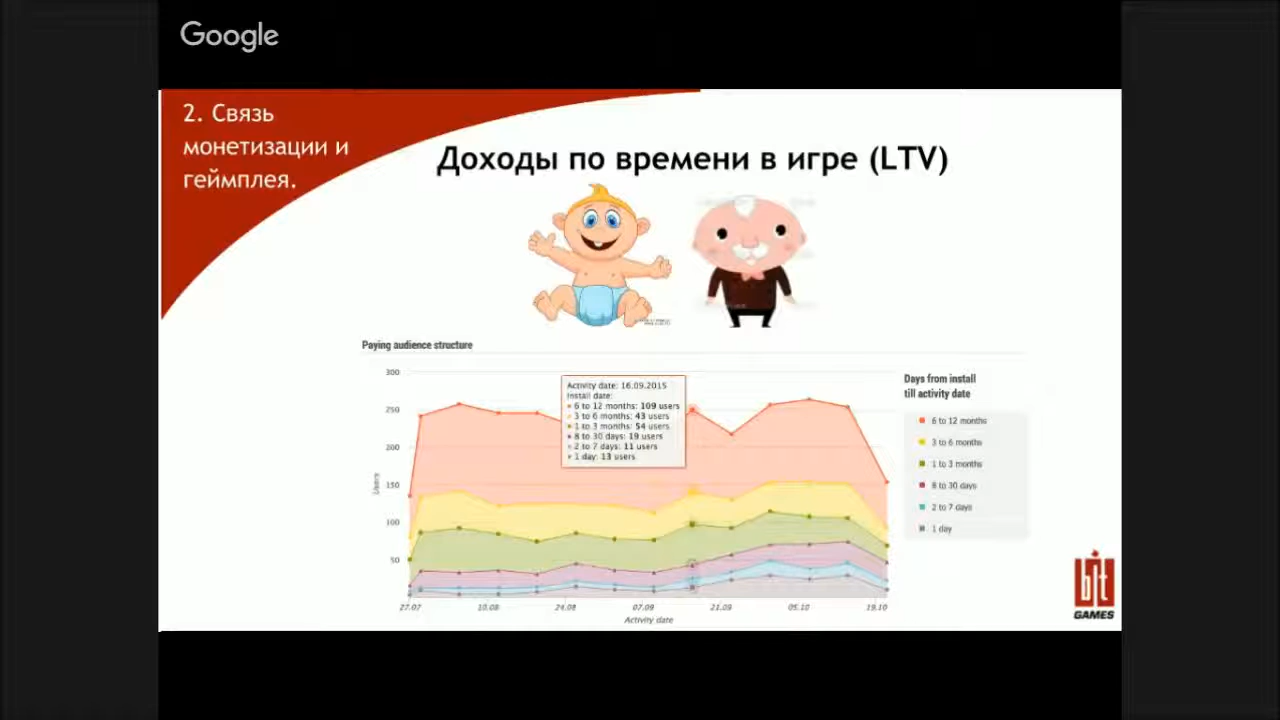 Google
2. Связь
монетизации и
геймплея.
Доходы по времени в игре (LTV)
Paying audience structure
300
250
200
150
100
50
Users
Activity date: 16.09.2015
Install date:
6 to 12 months: 109 users
3 to 6 months: 43 users
1 to 3 months: 54 users
8 to 30 days: 19 users
2 to 7 days: 11 users
1 day: 13 users
27.07 10.08 24.08 07.09 21.09 05.10 19.10
Activity date
Days from install
till activity date
6 to 12 months
3 to 6 months
1 to 3 months
8 to 30 days
2 to 7 days
1 day
bit
GAMES